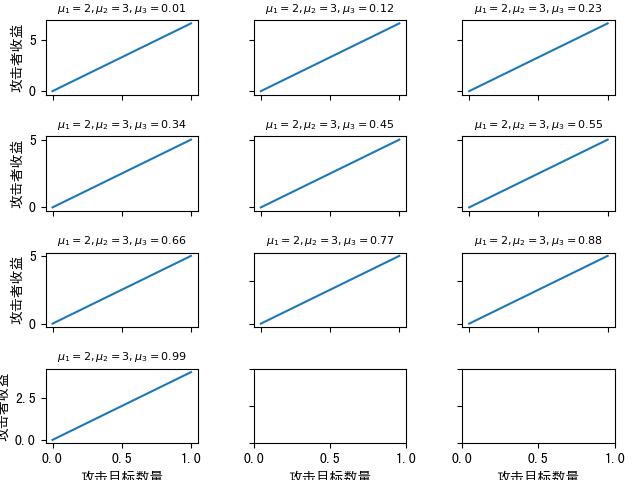 μ₁ = 2, μ₂ = 3, μ₃ = 0.01
μ₁ = 2, μ₂ = 3, μ₃ = 0.12
μ₁ = 2, μ₂ = 3, μ₃ = 0.23
攻击者收益
5
0
0.0
0.5
1.0
μ₁ = 2, μ₂ = 3, μ₃ = 0.34
μ₁ = 2, μ₂ = 3, μ₃ = 0.45
μ₁ = 2, μ₂ = 3, μ₃ = 0.55
攻击者收益
5
0
μ₁ = 2, μ₂ = 3, μ₃ = 0.66
μ₁ = 2, μ₂ = 3, μ₃ = 0.77
μ₁ = 2, μ₂ = 3, μ₃ = 0.88
攻击者收益
5
0
μ₁ = 2, μ₂ = 3, μ₃ = 0.99
攻击者收益
2.5
0.0
0.0 0.5 1.0
0.0 0.5 1.0
0.0 0.5 1.0
攻击目标数量
攻击目标数量
攻击目标数量